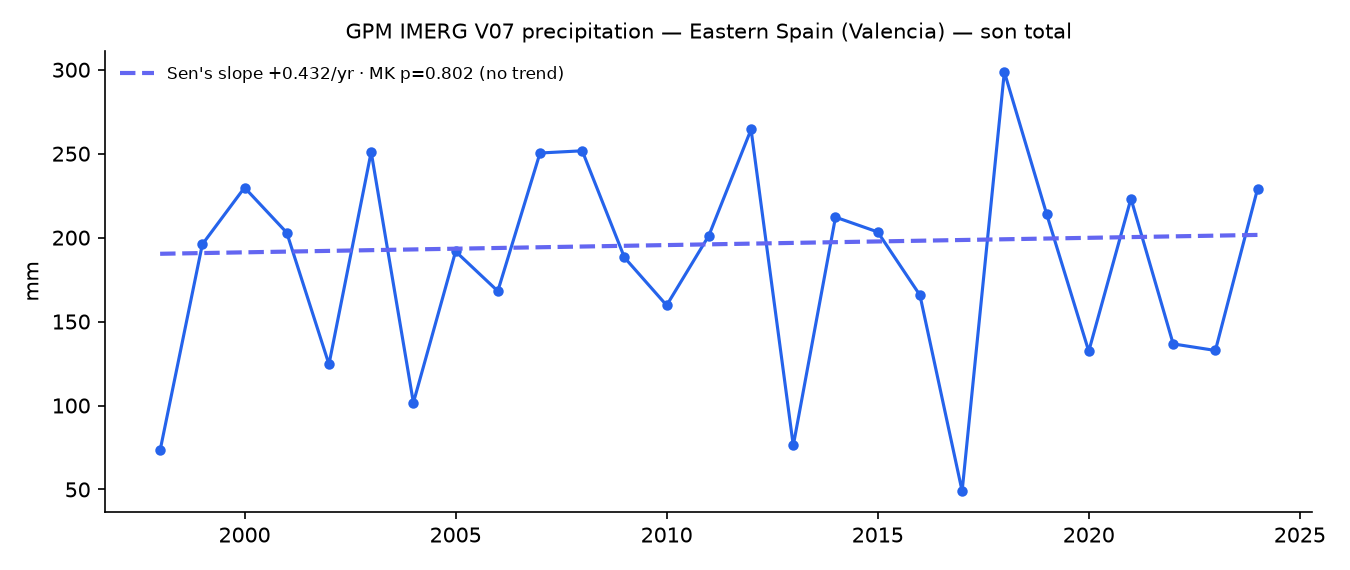 GPM IMERG V07 precipitation — Eastern Spain (Valencia) — son total
Sen's slope +0.432/yr · MK p=0.802 (no trend)
300
250
200
150
100
50
mm
2000 2005 2010 2015 2020 2025